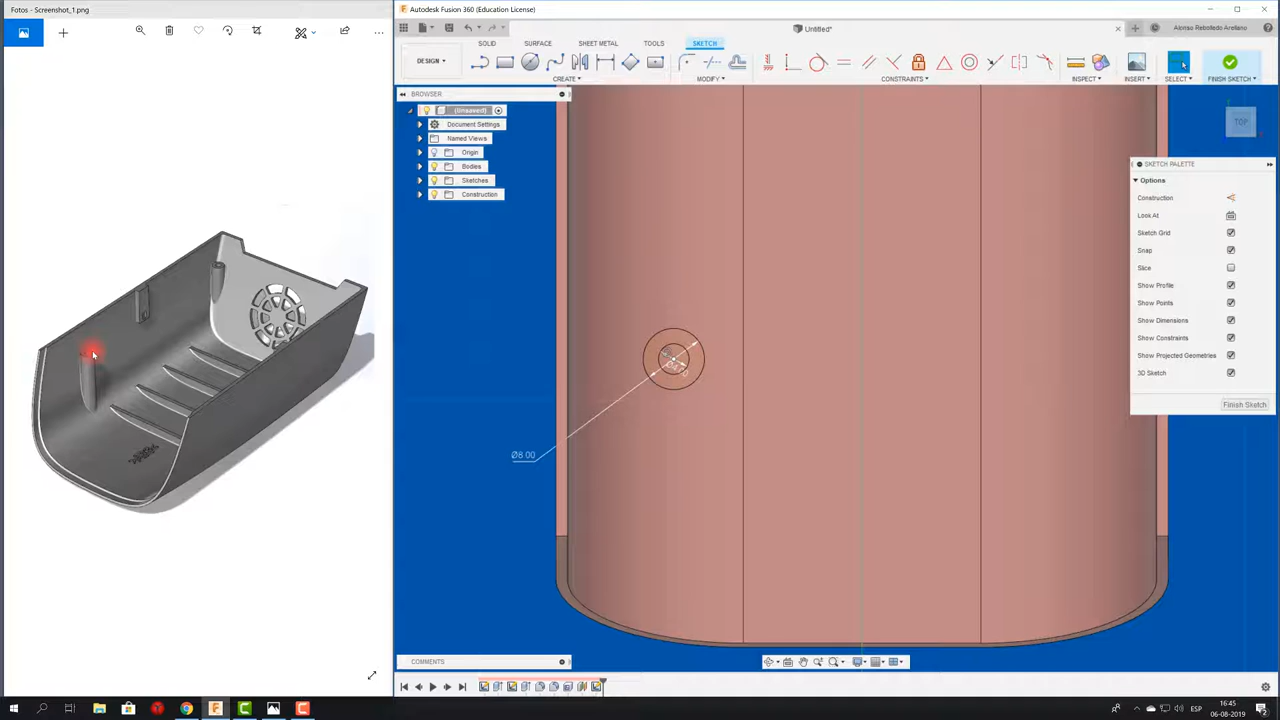 Fotos - Screenshot_1.png
Autodesk Fusion 360 (Education License)
Untitled*
Alonso Rebolledo Arellano
DESIGN
SOLID
SURFACE
SHEET METAL
TOOLS
SKETCH
CREATE
MODIFY
CONSTRAINTS
INSPECT
INSERT
SELECT
FINISH SKETCH
BROWSER
(Unsaved)
Document Settings
Named Views
Origin
Bodies
Sketches
Construction
TOP
SKETCH PALETTE
Options
Construction
Look At
Sketch Grid
Snap
Slice
Show Profile
Show Points
Show Dimensions
Show Constraints
Show Projected Geometries
3D Sketch
Finish Sketch
Ø8.00
COMMENTS
ESP
16:45
06-08-2019